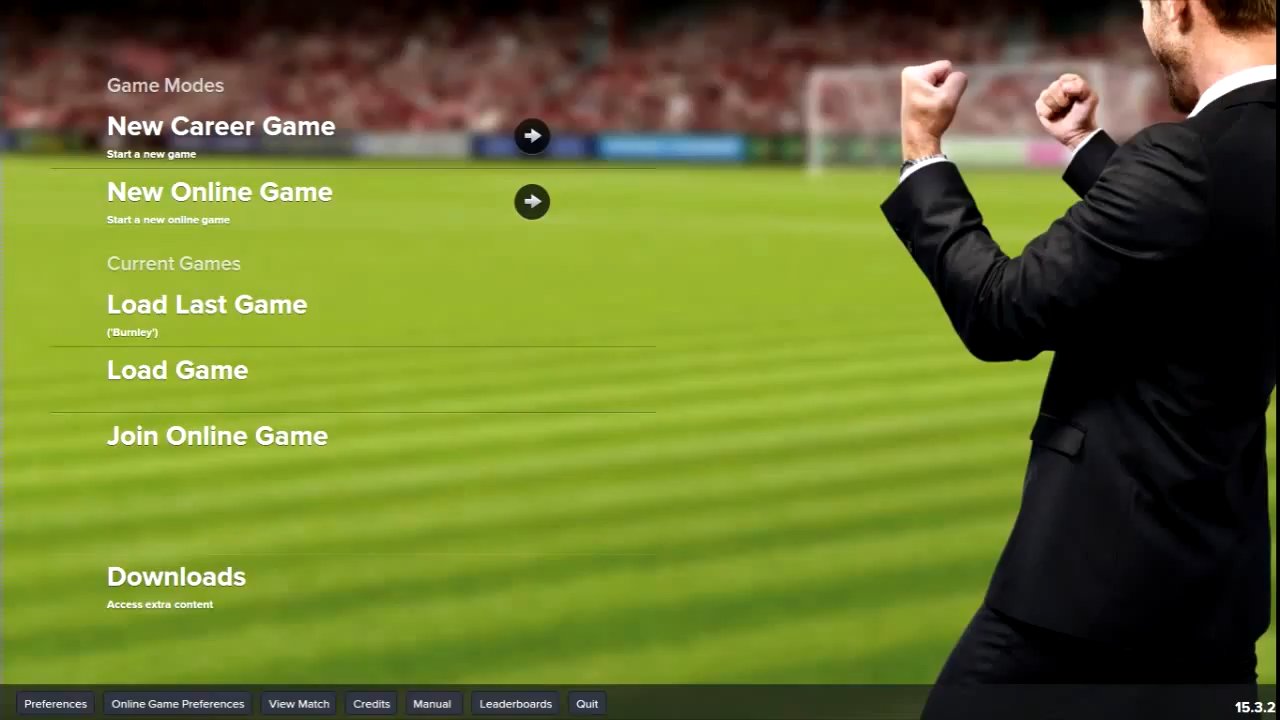 Game Modes
New Career Game
Start a new game
New Online Game
Start a new online game
Current Games
Load Last Game
('Burnley')
Load Game
Join Online Game
Downloads
Access extra content
Preferences
Online Game Preferences
View Match
Credits
Manual
Leaderboards
Quit
15.3.2